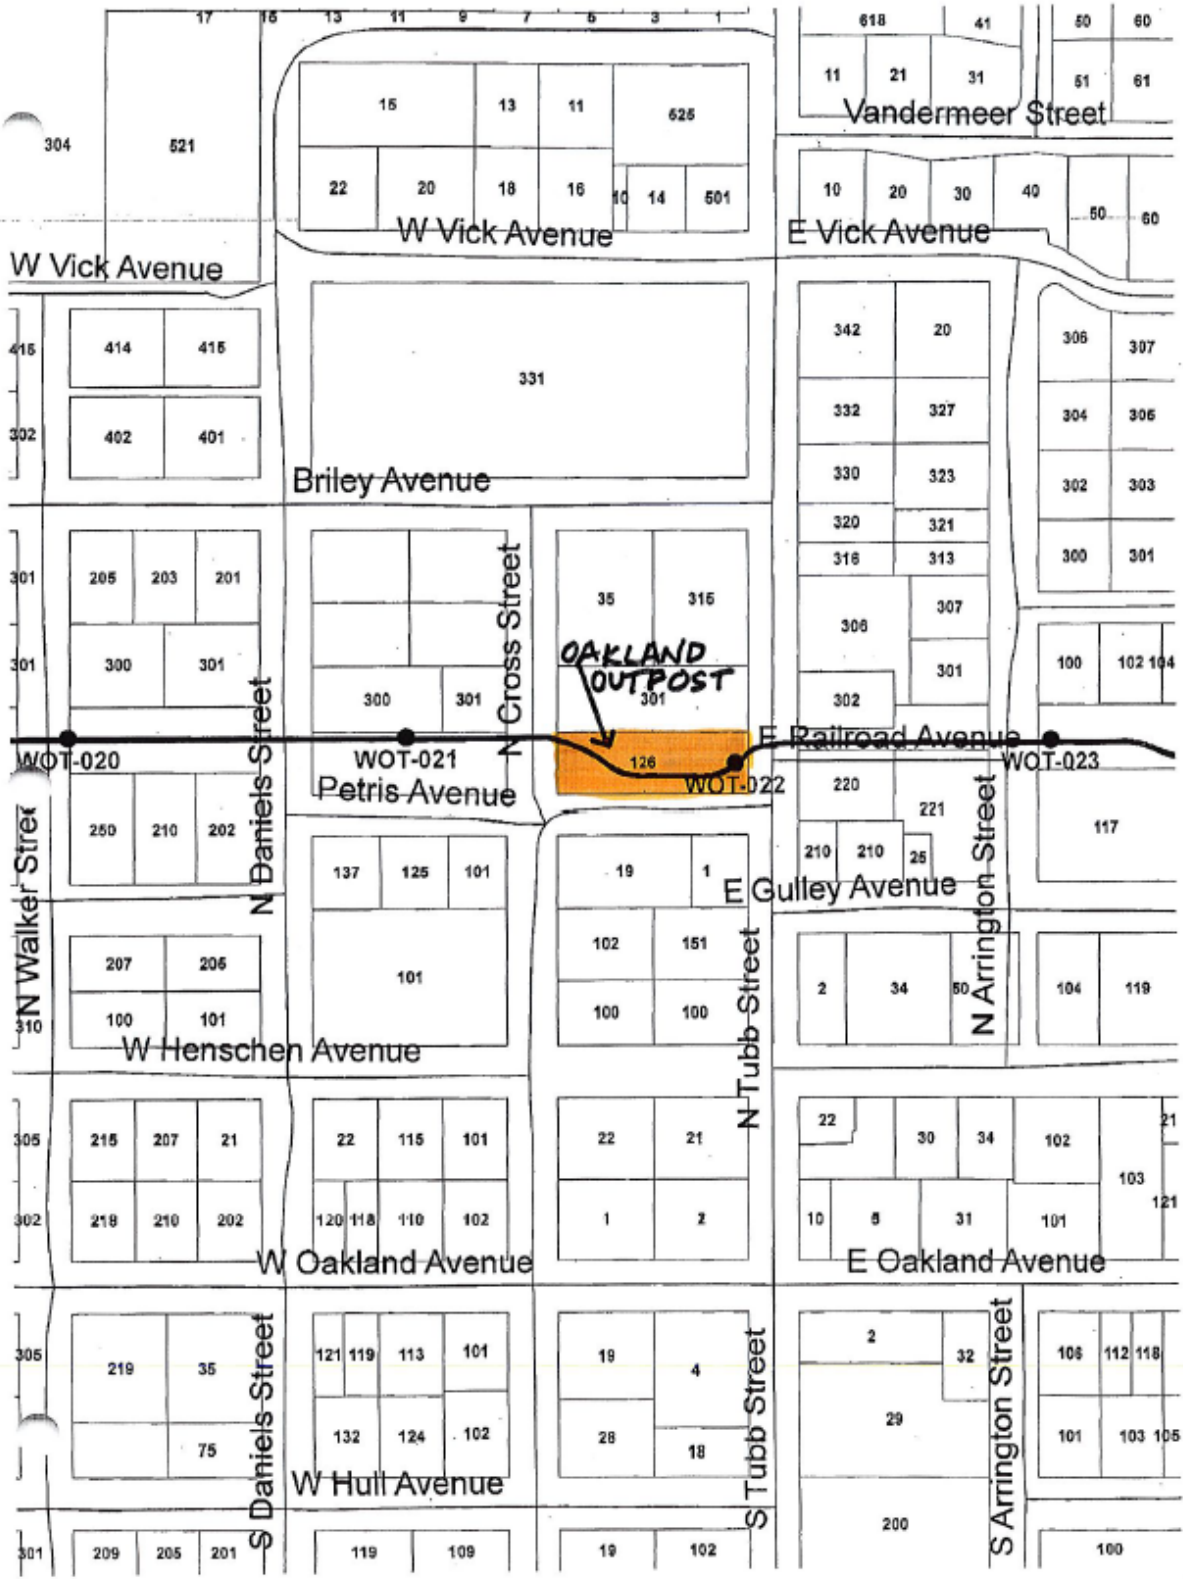 17 15 13 11 9 7 5 3 1 618 41 50 60
11 21 31 51 61
15 13 11 625
Vandermeer Street
304 521
22 20 18 16 10 14 501
10 20 30 40 50 60
W Vick Avenue E Vick Avenue
W Vick Avenue
415 414 415 342 20 306 307
331
302 402 401 332 327 304 305
Briley Avenue
330 323 302 303
320 321
316 313 300 301
301 205 203 201
N Cross Street
35 315
306 307
301 300 301
OAKLAND
OUTPOST
300 301 301
302 301
100 102 104
E Railroad Avenue
WOT-020 WOT-021 126 WOT-022 WOT-023
Petris Avenue
N Daniels Street
220 221 117
250 210 202
N Walker Stree
137 125 101 19 1
210 210 25
E Gulley Avenue
N Arrington Street
207 205 101 102 151
2 34 50 104 119
310 100 101 100 100
N Tubb Street
W Henschen Avenue
305 215 207 21 22 115 101 22 21
22 30 34 102 103 21
302 218 210 202 120 118 110 102 1 2
10 5 31 101 121
W Oakland Avenue E Oakland Avenue
305 219 35 121 119 113 101 19 4
2 32 106 112 118
S Daniels Street
S Tubb Street
S Arrington Street
75 132 124 102 28 18
29 101 103 105
W Hull Avenue
200
301 209 205 201 119 109 19 102 100